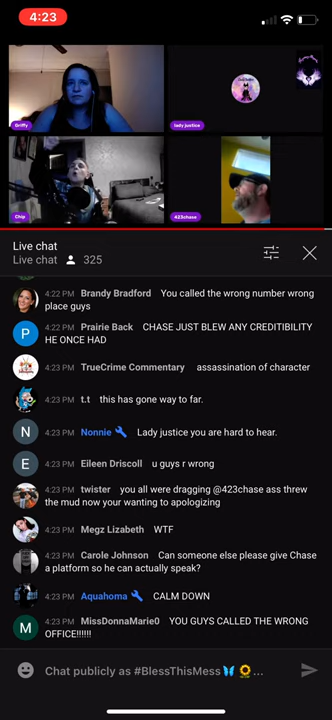 4:23
Griffy
lady justice
Chip
423chase
Live chat
Live chat 325
4:22 PM Brandy Bradford You called the wrong number wrong
place guys
P 4:22 PM Prairie Back CHASE JUST BLEW ANY CREDITIBILITY
HE ONCE HAD
4:23 PM TrueCrime Commentary assassination of character
4:23 PM t.t this has gone way to far.
N 4:23 PM Nonnie Lady justice you are hard to hear.
E 4:23 PM Eileen Driscoll u guys r wrong
4:23 PM twister you all were dragging @423chase ass threw
the mud now your wanting to apologizing
4:23 PM Megz Lizabeth WTF
4:23 PM Carole Johnson Can someone else please give Chase
a platform so he can actually speak?
4:23 PM Aquahoma CALM DOWN
M 4:23 PM MissDonnaMarie0 YOU GUYS CALLED THE WRONG
OFFICE!!!!!!
Chat publicly as #BlessThisMess🦋🌻...